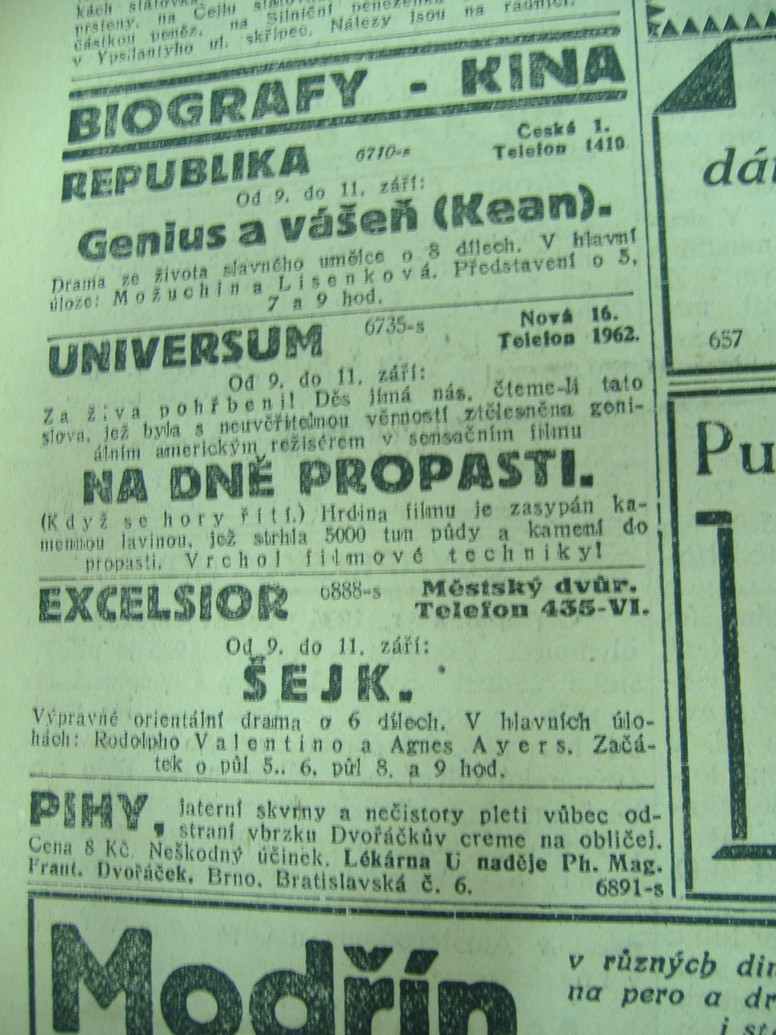 prsteny, na Cejlu
částkou peněz, na Silniční peněženka
v Ypsilantyho ul. skřipec. Nálezy jsou na radnici.
BIOGRAFY - KINA
REPUBLIKA 6710-s Česká 1.
Telefon 1410
Od 9. do 11. září:
Genius a vášeň (Kean).
Drama ze života slavného umělce o 8 dílech. V hlavní
úloze: Možuchin a Lisenková. Představení o 5,
7 a 9 hod.
UNIVERSUM 6735-s Nová 16.
Telefon 1962.
Od 9. do 11. září:
Za živa pohřbeni! Děs jímá nás, čteme-li tato
slova, jež byla s neuvěřitelnou věrností ztělesněna geni-
álním americkým režisérem v sensačním filmu
NA DNĚ PROPASTI.
(Když se hory řítí.) Hrdina filmu je zasypán ka-
mennou lavinou, jež strhla 5000 tun půdy a kamení do
propasti. Vrchol filmové techniky!
EXCELSIOR 6888-s Městský dvůr.
Telefon 435-VI.
Od 9. do 11. září:
ŠEJK.
Výpravné orientální drama o 6 dílech. V hlavních úlo-
hách: Rodolpho Valentino a Agnes Ayers. Začá-
tek o půl 5., 6, půl 8. a 9 hod.
PIHY, jaterní skvrny a nečistoty pleti vůbec od-
straní vbrzku Dvořáčkův creme na obličej.
Cena 8 Kč. Neškodný účinek. Lékárna U naděje Ph. Mag.
Frant. Dvořáček, Brno, Bratislavská č. 6. 6891-s
Modřín
v různých
na pero a
657
Pu